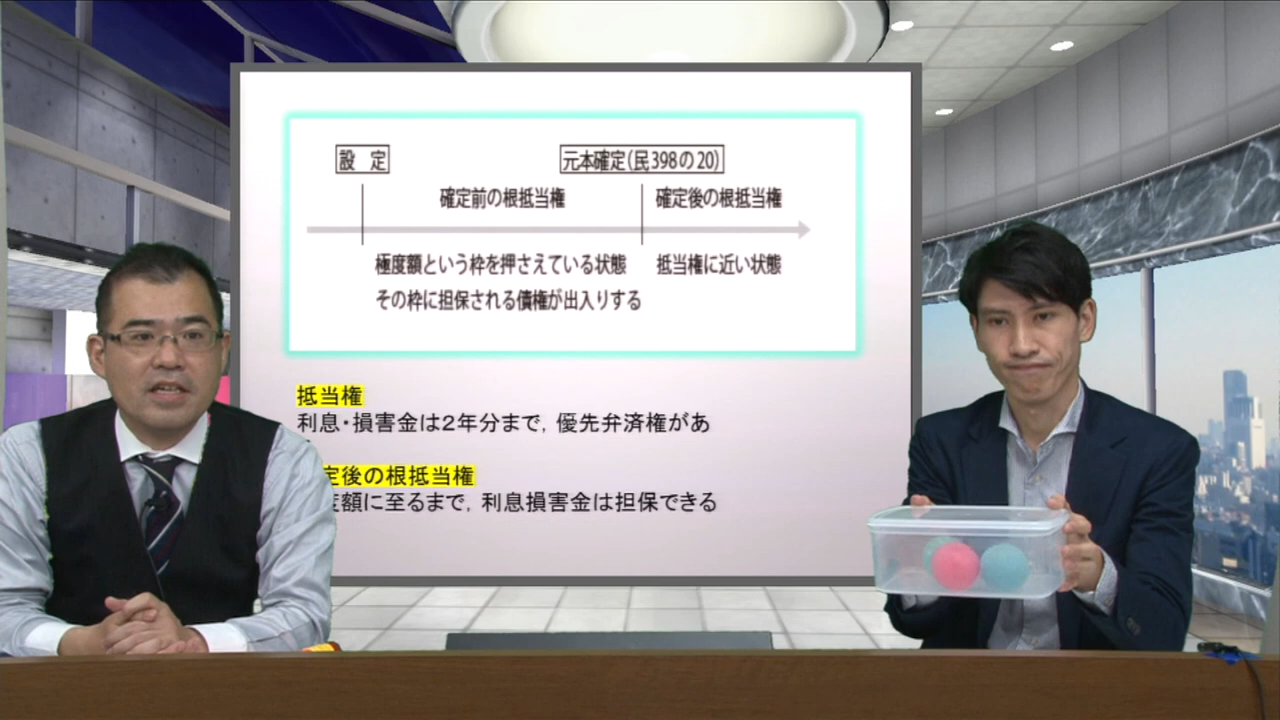 設 定
元本確定(民398の20)
確定前の根抵当権
確定後の根抵当権
極度額という枠を押さえている状態
抵当権に近い状態
その枠に担保される債権が出入りする
抵当権
利息・損害金は2年分まで,優先弁済権があ
定後の根抵当権
度額に至るまで,利息損害金は担保できる